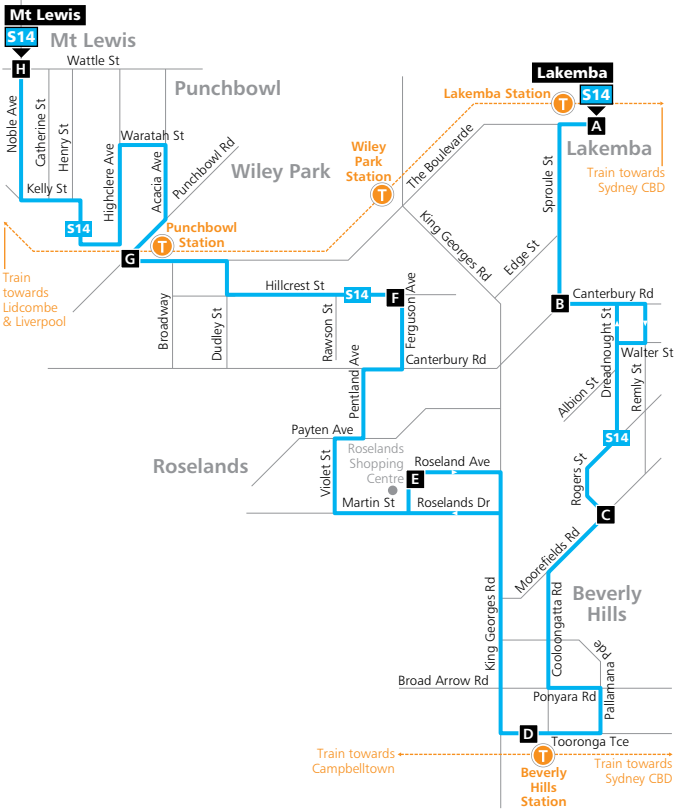 Mt Lewis
S14
Mt Lewis
H
Wattle St
Punchbowl
Noble Ave
Catherine St
Henry St
Highclere Ave
Waratah St
Acacia Ave
Punchbowl Rd
Kelly St
S14
Wiley Park
Wiley
Park
Station
T
Punchbowl
Station
T
G
Train
towards
Lidcombe
& Liverpool
Lakemba
Lakemba Station
T
S14
A
Lakemba
Train towards
Sydney CBD
The Boulevarde
Sproule St
King Georges Rd
Edge St
B
Canterbury Rd
Hillcrest St
S14
F
Broadway
Dudley St
Rawson St
Ferguson Ave
Canterbury Rd
Pentland Ave
Dreadnought St
Walter St
Remly St
Albion St
S14
Payten Ave
Roselands
Violet St
Roselands
Shopping
Centre
E
Roseland Ave
Martin St
Roselands Dr
Rogers St
C
Moorefields Rd
Beverly
Hills
King Georges Rd
Cooloongatta Rd
Pallamana Pde
Broad Arrow Rd
Ponyara Rd
D
Tooronga Tce
Train towards
Campbelltown
T
Beverly
Hills
Station
Train towards
Sydney CBD